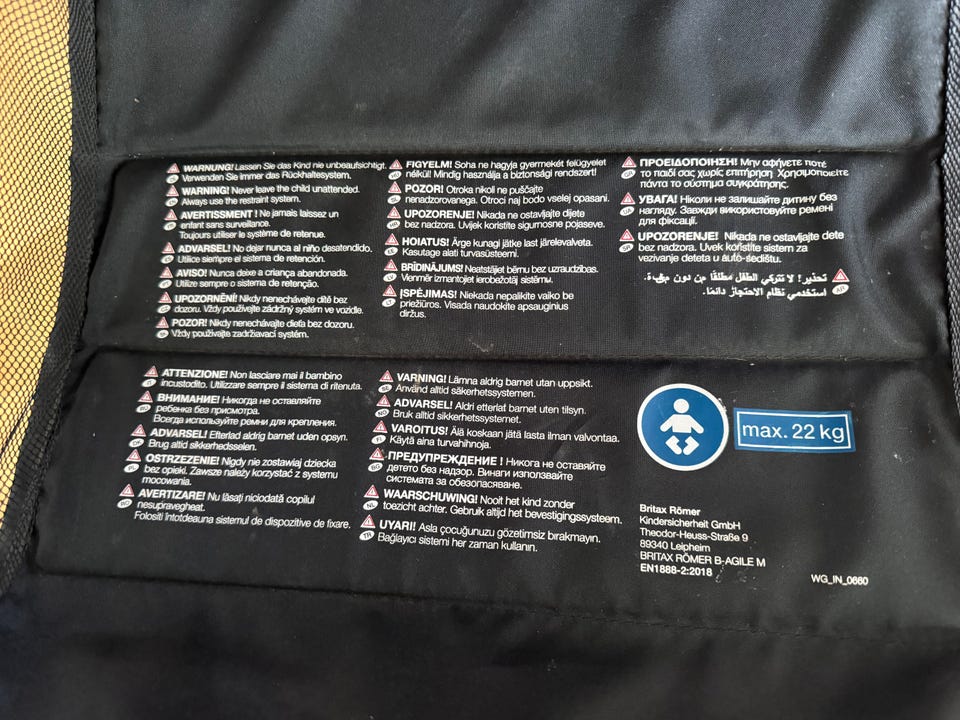 WARNUNG! Lassen Sie das Kind nie unbeaufsichtigt.
Verwenden Sie immer das Rückhaltesystem.
WARNING! Never leave the child unattended.
Always use the restraint system.
AVERTISSMENT ! Ne jamais laissez un
enfant sans surveillance.
Toujours utiliser le système de retenue.
ADVARSEL! No dejar nunca al niño desatendido.
Utilice siempre el sistema de retención.
AVISO! Nunca deixe a criança abandonada.
Utilize sempre o sistema de retenção.
UPOZORNĚNÍ! Nikdy nenechávejte dítě bez
dozoru. Vždy používejte zádržný systém ve vozidle.
POZOR! Nikdy nenechávajte dieťa bez dozoru.
Vždy používajte zadržiavací systém.
FIGYELM! Soha ne hagyja gyermekét felügyelet
nélkül! Mindig használja a biztonsági rendszert!
POZOR! Otroka nikoll ne puščajte
nenadzorovanega. Otroci naj bodo vselej opasani.
UPOZORENJE! Nikada ne ostavljajte dijete
bez nadzora. Uvijek koristite sigurnosne pojaseve.
HOIATUS! Ärge kunagi jätke last järelevalveta.
Kasutage alati turvasüsteemi.
BRĪDINĀJUMS! Neatstājiet bērnu bez uzraudzības.
Vienmēr izmantojiet ierobežotāj sistēmu.
ĮSPĖJIMAS! Niekada nepalikite vaiko be
priežiūros. Visada naudokite apsauginius
diržus.
ΠΡΟΕΙΔΟΠΟΙΗΣΗ! Μην αφήνετε ποτέ
το παιδί σας χωρίς επιτήρηση. Χρησιμοποιείτε
πάντα το σύστημα συγκράτησης.
УВАГА! Ніколи не залишайте дитину без
нагляду. Завжди використовуйте ремені
для фіксації.
UPOZORENJE! Nikada ne ostavljajte dete
bez nadzora. Uvek koristite sistem za
vezivanje deteta u auto-sedištu.
تحذير! لا تتركي الطفل مطلقًا من دون مراقبة.
استخدمي نظام الاحتجاز دائمًا.
ATTENZIONE! Non lasciare mai il bambino
incustodito. Utilizzare sempre il sistema di ritenuta.
ВНИМАНИЕ! Никогда не оставляйте
ребенка без присмотра.
Всегда используйте ремни для крепления.
ADVARSEL! Efterlad aldrig barnet uden opsyn.
Brug altid sikkerhedsselen.
OSTRZEŻENIE! Nigdy nie zostawiaj dziecka
bez opieki. Zawsze należy korzystać z systemu
mocowania.
AVERTIZARE! Nu lăsați niciodată copilul
nesupravegheat.
Folosiți întotdeauna sistemul de dispozitive de fixare.
VARNING! Lämna aldrig barnet utan uppsikt.
Använd alltid säkerhetssystemen.
ADVARSEL! Aldri etterlat barnet uten tilsyn.
Bruk alltid sikkerhetssystemet.
VAROITUS! Älä koskaan jätä lasta ilman valvontaa.
Käytä aina turvahihnoja.
ПРЕДУПРЕЖДЕНИЕ ! Никога не оставяйте
детето без надзор. Винаги използвайте
системата за обезопасяване.
WAARSCHUWING! Nooit het kind zonder
toezicht achter. Gebruik altijd het bevestigingssysteem.
UYARI! Asla çocuğunuzu gözetimsiz bırakmayın.
Bağlayıcı sistemi her zaman kullanın.
max. 22 kg
Britax Römer
Kindersicherheit GmbH
Theodor-Heuss-Straße 9
89340 Leipheim
BRITAX RÖMER B-AGILE M
EN1888-2:2018
WG_IN_0660